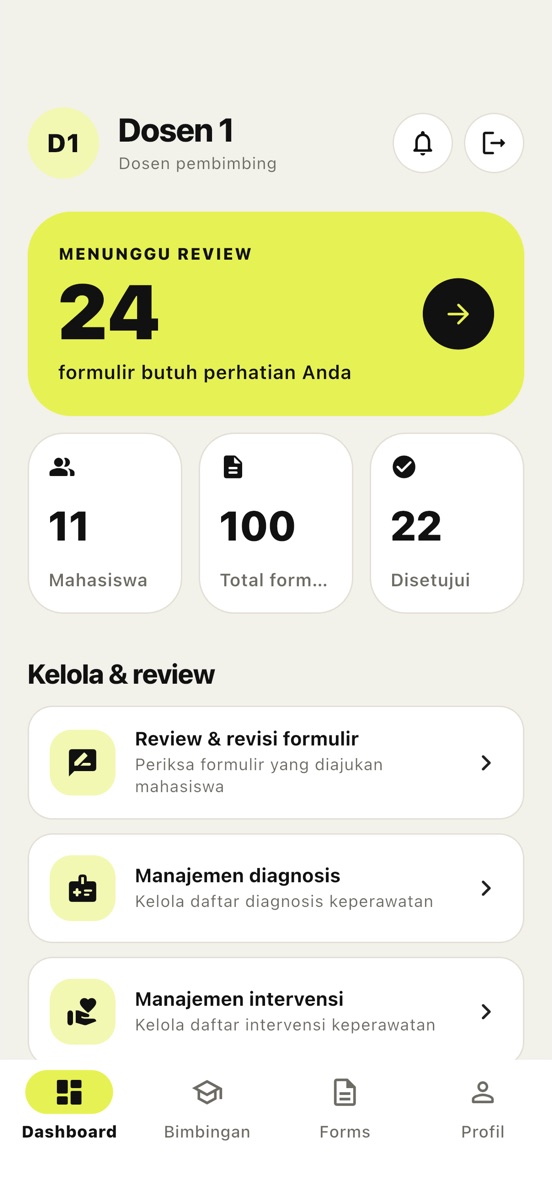 D1
Dosen 1
Dosen pembimbing
MENUNGGU REVIEW
24
formulir butuh perhatian Anda
11
Mahasiswa
100
Total form...
22
Disetujui
Kelola & review
Review & revisi formulir
Periksa formulir yang diajukan
mahasiswa
Manajemen diagnosis
Kelola daftar diagnosis keperawatan
Manajemen intervensi
Kelola daftar intervensi keperawatan
Dashboard
Bimbingan
Forms
Profil